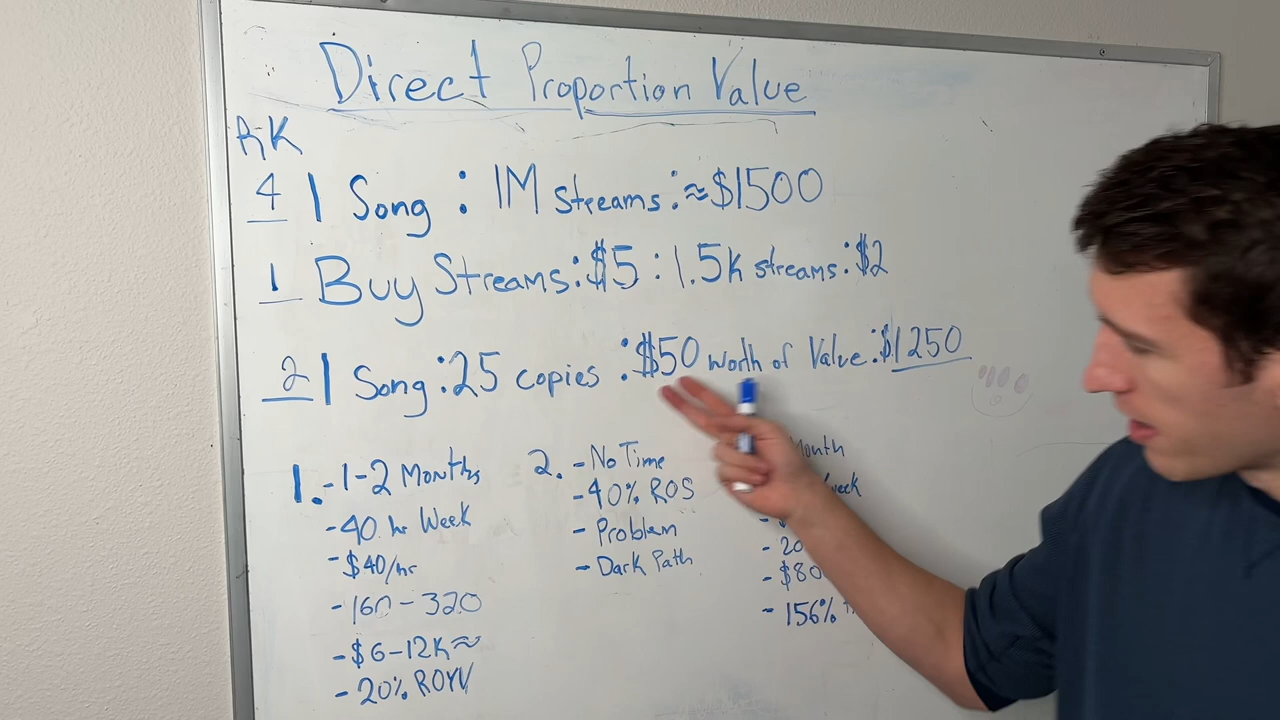 Direct Proportion Value
RK
4 1 Song : 1M streams : ≈$1500
1 Buy Streams : $5 : 1.5k streams : $2
2 1 Song : 25 copies : $50 worth of Value : $1250
1. -1-2 Months
-40 hr Week
-$40/hr
-160-320
-$6-12K≈
-20% ROYV
2. -No Time
-40% ROS
-Problem
-Dark Path
Month
- 20
- $80
- 156%